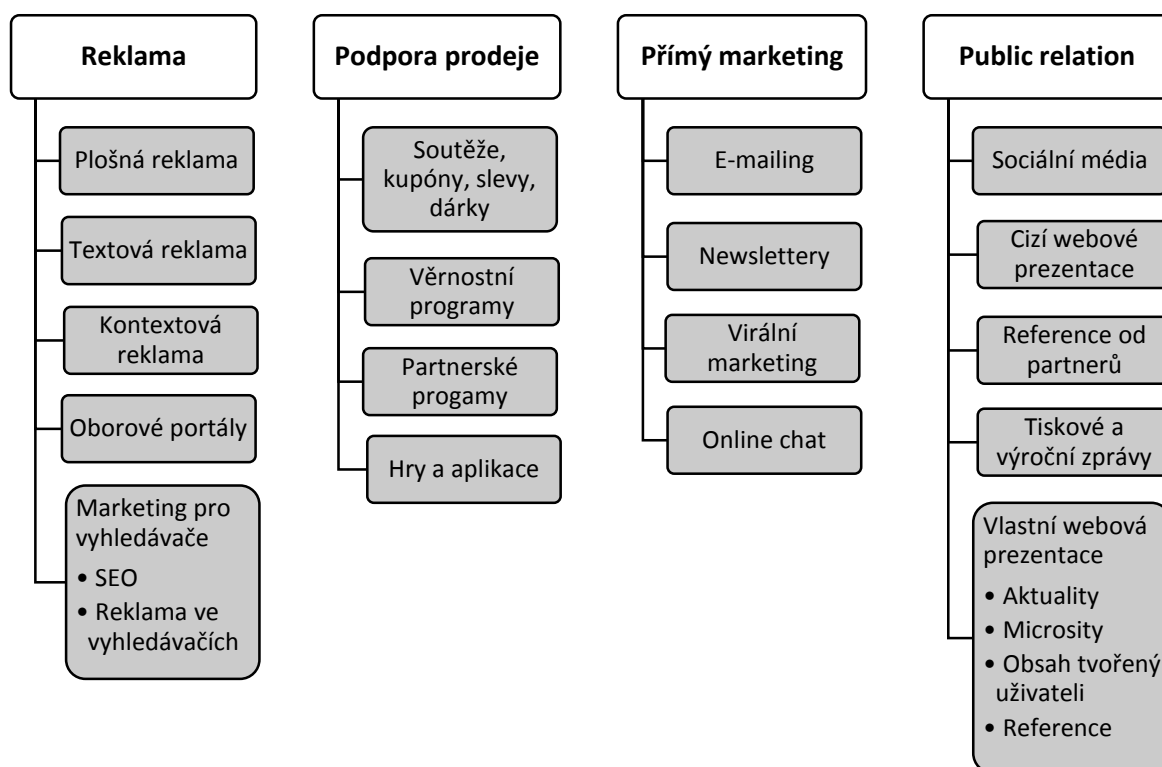 Reklama
Plošná reklama
Textová reklama
Kontextová
reklama
Oborové portály
Marketing pro
vyhledávače
• SEO
• Reklama ve
vyhledávačích
Podpora prodeje
Soutěže,
kupóny, slevy,
dárky
Věrnostní
programy
Partnerské
progamy
Hry a aplikace
Přímý marketing
E-mailing
Newslettery
Virální
marketing
Online chat
Public relation
Sociální média
Cizí webové
prezentace
Reference od
partnerů
Tiskové a
výroční zprávy
Vlastní webová
prezentace
• Aktuality
• Microsity
• Obsah tvořený
uživateli
• Reference